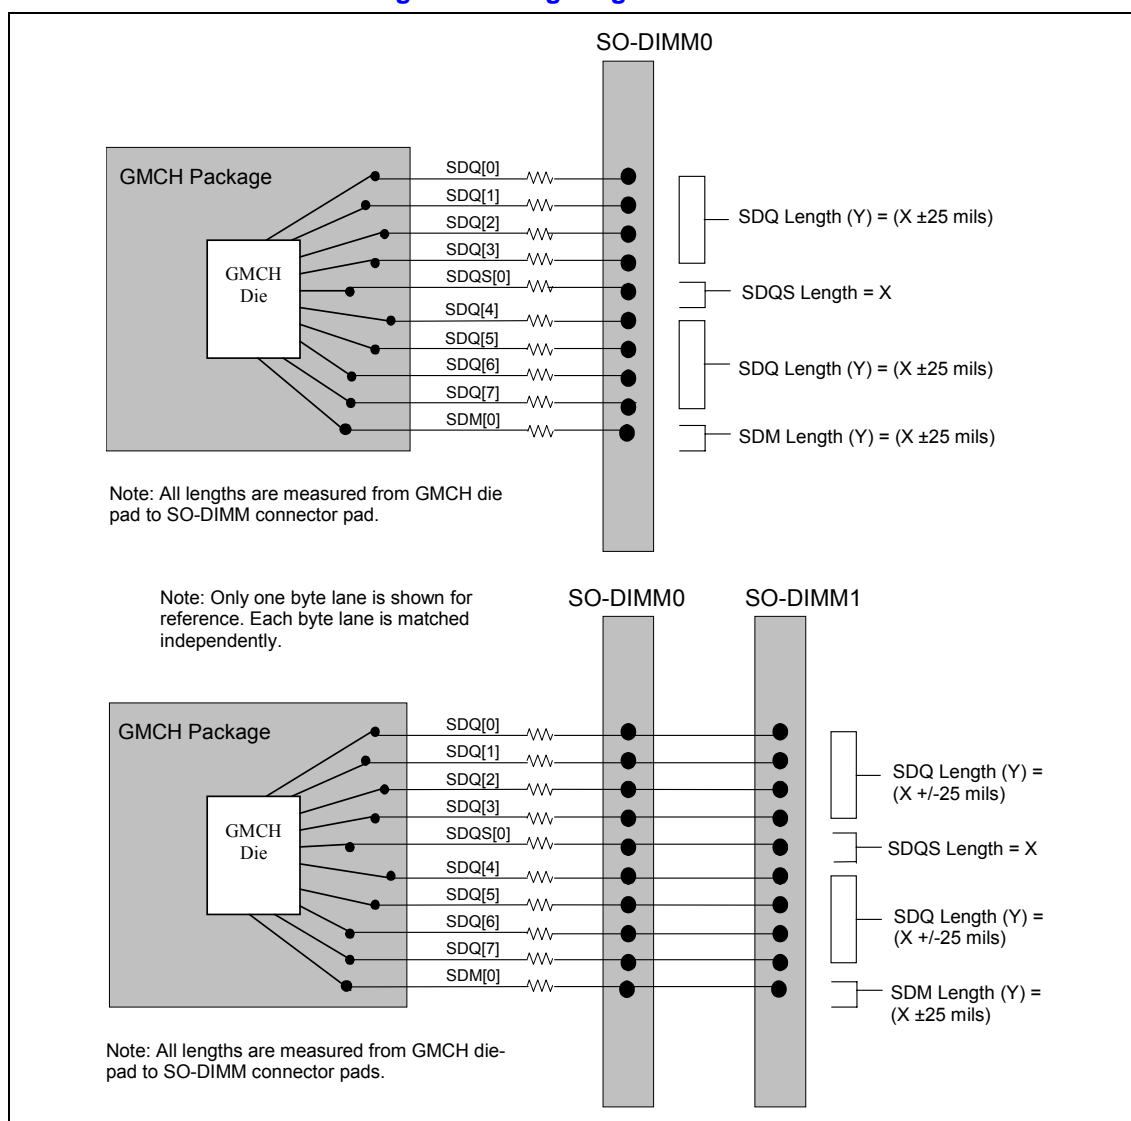 SO-DIMM0
GMCH Package
GMCH
Die
SDQ[0]
SDQ[1]
SDQ[2]
SDQ[3]
SDQS[0]
SDQ[4]
SDQ[5]
SDQ[6]
SDQ[7]
SDM[0]
SDQ Length (Y) = (X ±25 mils)
SDQS Length = X
SDQ Length (Y) = (X ±25 mils)
SDM Length (Y) = (X ±25 mils)
Note: All lengths are measured from GMCH die
pad to SO-DIMM connector pad.
Note: Only one byte lane is shown for
reference. Each byte lane is matched
independently.
SO-DIMM0
SO-DIMM1
GMCH Package
GMCH
Die
SDQ[0]
SDQ[1]
SDQ[2]
SDQ[3]
SDQS[0]
SDQ[4]
SDQ[5]
SDQ[6]
SDQ[7]
SDM[0]
SDQ Length (Y) =
(X +/-25 mils)
SDQS Length = X
SDQ Length (Y) =
(X +/-25 mils)
SDM Length (Y) =
(X ±25 mils)
Note: All lengths are measured from GMCH die-
pad to SO-DIMM connector pads.